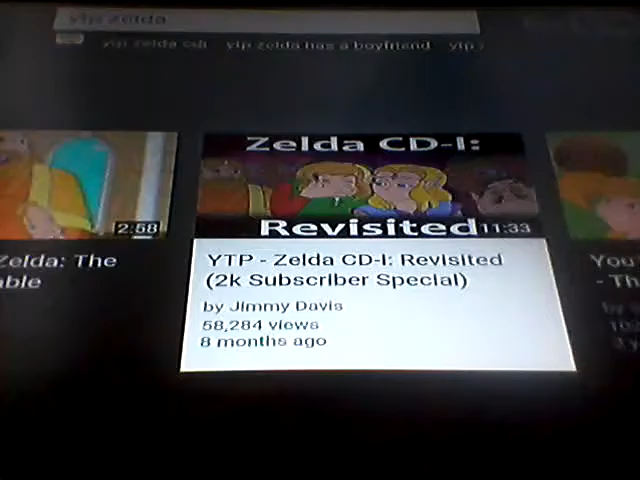 ytp zelda
ytp zelda cdi ytp zelda has a boyfriend ytp
Zelda CD-I:
Revisited
2:58
11:33
Zelda: The
YTP - Zelda CD-I: Revisited
(2k Subscriber Special)
by Jimmy Davis
58,284 views
8 months ago
You
- Th
by